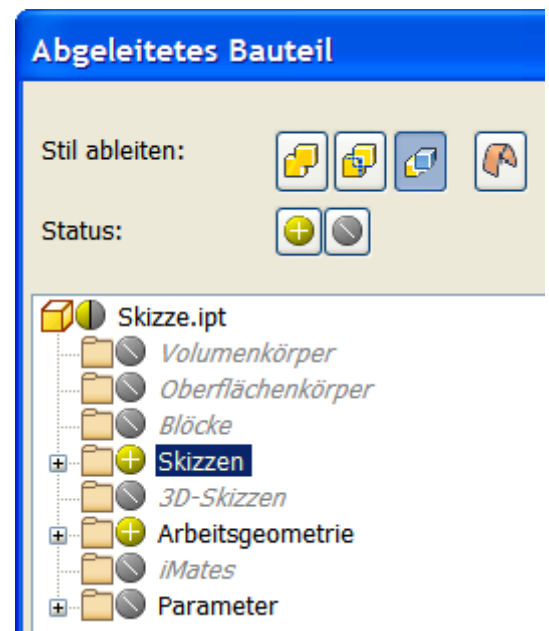 Abgeleitetes Bauteil
Stil ableiten:
Status:
Skizze.ipt
Volumenkörper
Oberflächenkörper
Blöcke
Skizzen
3D-Skizzen
Arbeitsgeometrie
iMates
Parameter